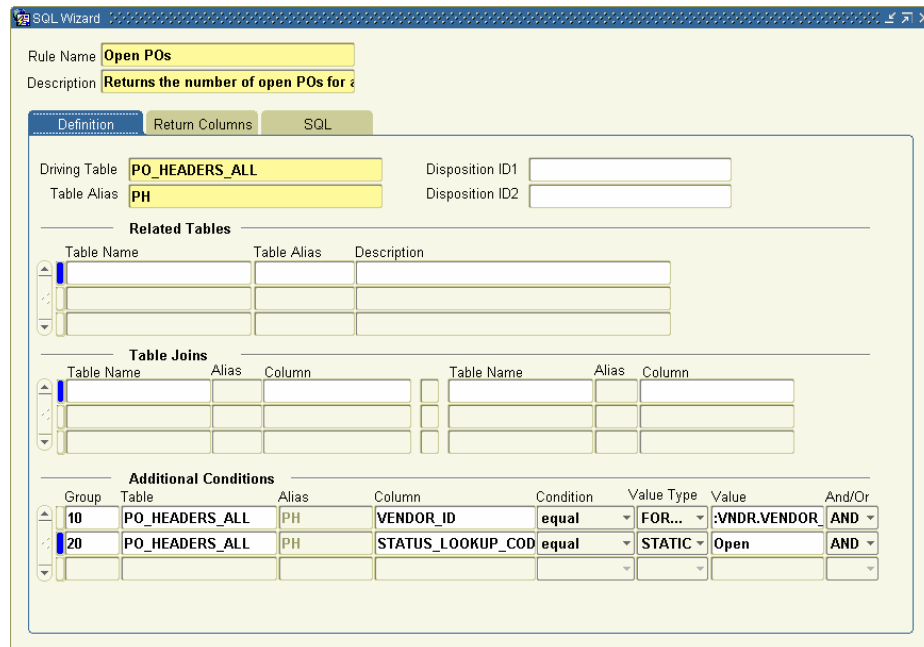 SQL Wizard
Rule Name Open POs
Description Returns the number of open POs for a
Definition Return Columns SQL
Driving Table PO_HEADERS_ALL Disposition ID1
Table Alias PH Disposition ID2
Related Tables
Table Name Table Alias Description
Table Joins
Table Name Alias Column Table Name Alias Column
Additional Conditions
Group Table Alias Column Condition Value Type Value And/Or
10 PO_HEADERS_ALL PH VENDOR_ID equal FOR... :VNDR.VENDOR_ AND
20 PO_HEADERS_ALL PH STATUS_LOOKUP_COD equal STATIC Open AND